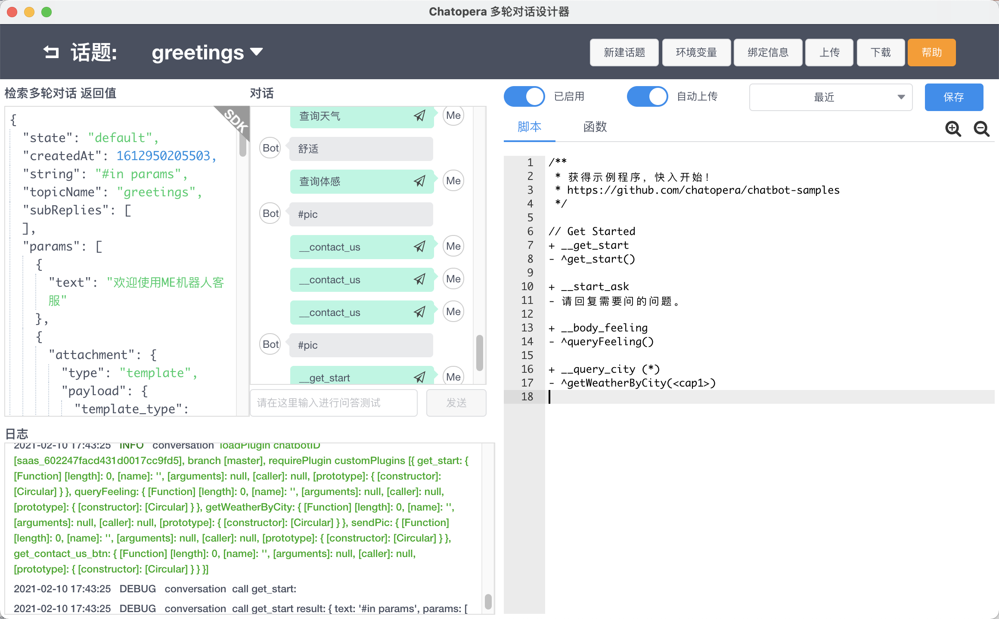 Chatopera 多轮对话设计器
话题: greetings
新建话题 环境变量 绑定信息 上传 下载 帮助
检索多轮对话 返回值
SDK
{
"state": "default",
"createdAt": 1612950205503,
"string": "#in params",
"topicName": "greetings",
"subReplies": [
],
"params": [
{
"text": "欢迎使用ME机器人客
服"
},
{
"attachment": {
"type": "template",
"payload": {
"template_type":
对话
查询天气 Me
Bot 舒适
查询体感 Me
Bot #pic
__contact_us Me
__contact_us Me
__contact_us Me
Bot #pic
__get_start Me
请在这里输入进行问答测试 发送
日志
2021-02-10 17:43:25 INFO conversation loadPlugin chatbotID
[saas_602247facd431d0017cc9fd5], branch [master], requirePlugin customPlugins [{ get_start: {
[Function] [length]: 0, [name]: '', [arguments]: null, [caller]: null, [prototype]: { [constructor]:
[Circular] } }, queryFeeling: { [Function] [length]: 0, [name]: '', [arguments]: null, [caller]: null,
[prototype]: { [constructor]: [Circular] } }, getWeatherByCity: { [Function] [length]: 0, [name]: '',
[arguments]: null, [caller]: null, [prototype]: { [constructor]: [Circular] } }, sendPic: { [Function]
[length]: 0, [name]: '', [arguments]: null, [caller]: null, [prototype]: { [constructor]: [Circular] } },
get_contact_us_btn: { [Function] [length]: 0, [name]: '', [arguments]: null, [caller]: null,
[prototype]: { [constructor]: [Circular] } } }]
2021-02-10 17:43:25 DEBUG conversation call get_start:
2021-02-10 17:43:25 DEBUG conversation call get_start result: { text: '#in params', params: [
已启用 自动上传 最近 保存
脚本 函数
1 /**
2 * 获得示例程序，快入开始！
3 * https://github.com/chatopera/chatbot-samples
4 */
5
6 // Get Started
7 + __get_start
8 - ^get_start()
9
10 + __start_ask
11 - 请回复需要问的问题。
12
13 + __body_feeling
14 - ^queryFeeling()
15
16 + __query_city (*)
17 - ^getWeatherByCity(<cap1>)
18